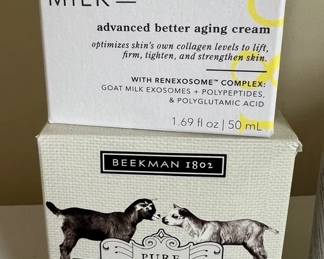 MILK
advanced better aging cream
optimizes skin's own collagen levels to lift,
firm, tighten, and strengthen skin.
WITH RENEXOSOME™ COMPLEX:
GOAT MILK EXOSOMES + POLYPEPTIDES,
& POLYGLUTAMIC ACID
1.69 fl oz | 50 mL
BEEKMAN 1802
PURE